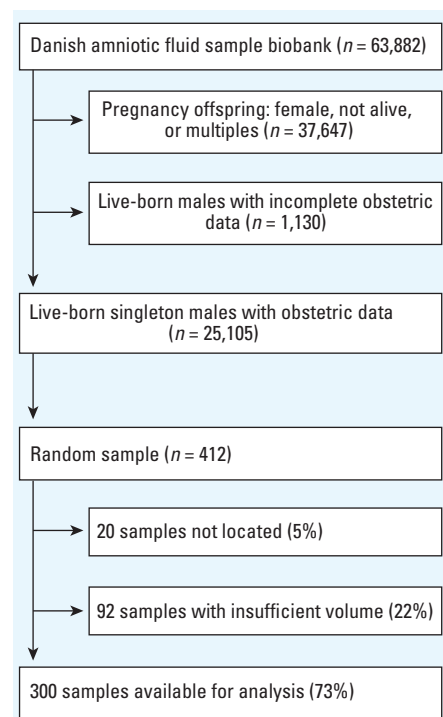 Danish amniotic fluid sample biobank (n = 63,882)
Pregnancy offspring: female, not alive,
or multiples (n = 37,647)
Live-born males with incomplete obstetric
data (n = 1,130)
Live-born singleton males with obstetric data
(n = 25,105)
Random sample (n = 412)
20 samples not located (5%)
92 samples with insufficient volume (22%)
300 samples available for analysis (73%)